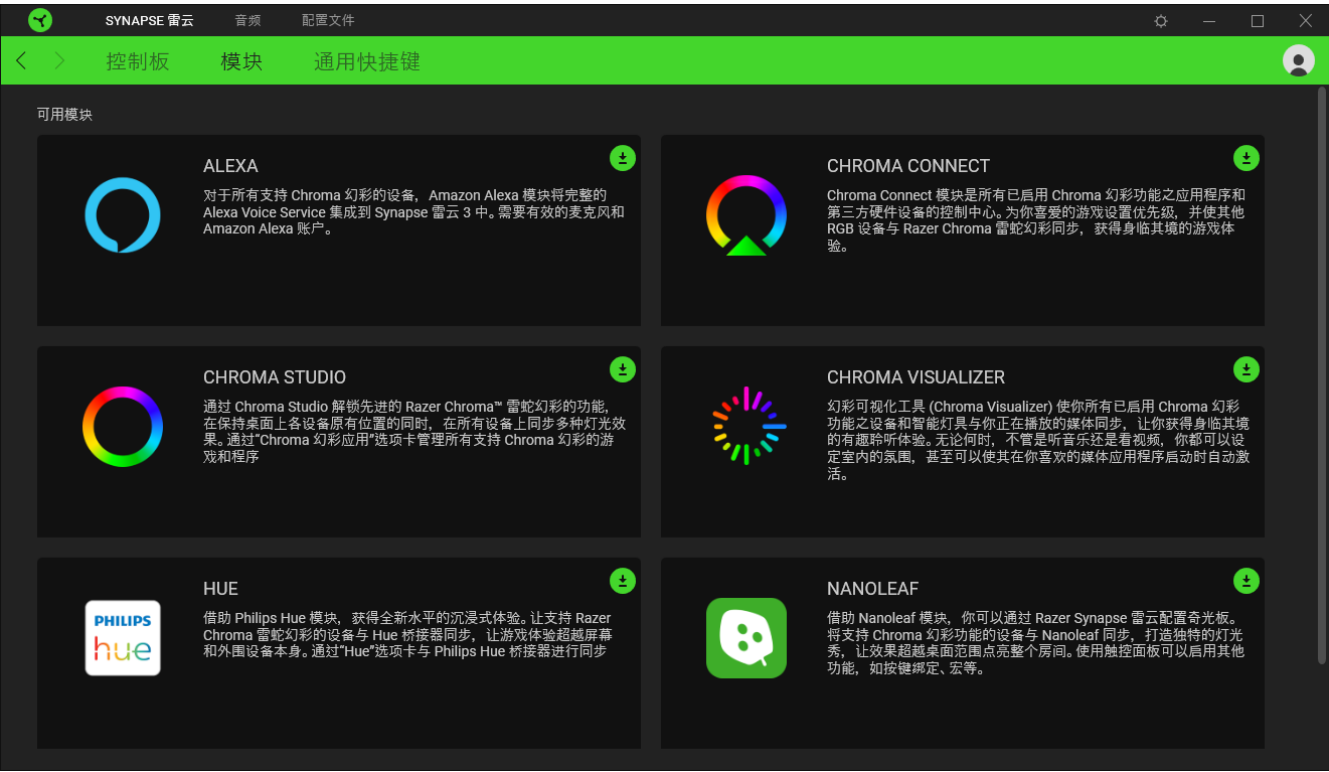 SYNAPSE 雷云
音频
配置文件
控制板
模块
通用快捷键
可用模块
ALEXA
对于所有支持 Chroma 幻彩的设备，Amazon Alexa 模块将完整的
Alexa Voice Service 集成到 Synapse 雷云 3 中。需要有效的麦克风和
Amazon Alexa 账户。
CHROMA CONNECT
Chroma Connect 模块是所有已启用 Chroma 幻彩功能之应用程序和
第三方硬件设备的控制中心。为你喜爱的游戏设置优先级，并使其他
RGB 设备与 Razer Chroma 雷蛇幻彩同步，获得身临其境的游戏体
验。
CHROMA STUDIO
通过 Chroma Studio 解锁先进的 Razer Chroma™ 雷蛇幻彩的功能，
在保持桌面上各设备原有位置的同时，在所有设备上同步多种灯光效
果。通过“Chroma 幻彩应用”选项卡管理所有支持 Chroma 幻彩的游
戏和程序
CHROMA VISUALIZER
幻彩可视化工具 (Chroma Visualizer) 使你所有已启用 Chroma 幻彩
功能之设备和智能灯具与你正在播放的媒体同步，让你获得身临其境
的有趣聆听体验。无论何时，不管是听音乐还是看视频，你都可以设
定室内的氛围，甚至可以使其在你喜欢的媒体应用程序启动时自动激
活。
PHILIPS
hue
HUE
借助 Philips Hue 模块，获得全新水平的沉浸式体验。让支持 Razer
Chroma 雷蛇幻彩的设备与 Hue 桥接器同步，让游戏体验超越屏幕
和外围设备本身。通过“Hue”选项卡与 Philips Hue 桥接器进行同步
NANOLEAF
借助 Nanoleaf 模块，你可以通过 Razer Synapse 雷云配置奇光板。
将支持 Chroma 幻彩功能的设备与 Nanoleaf 同步，打造独特的灯光
秀，让效果超越桌面范围点亮整个房间。使用触控面板可以启用其他
功能，如按键绑定、宏等。